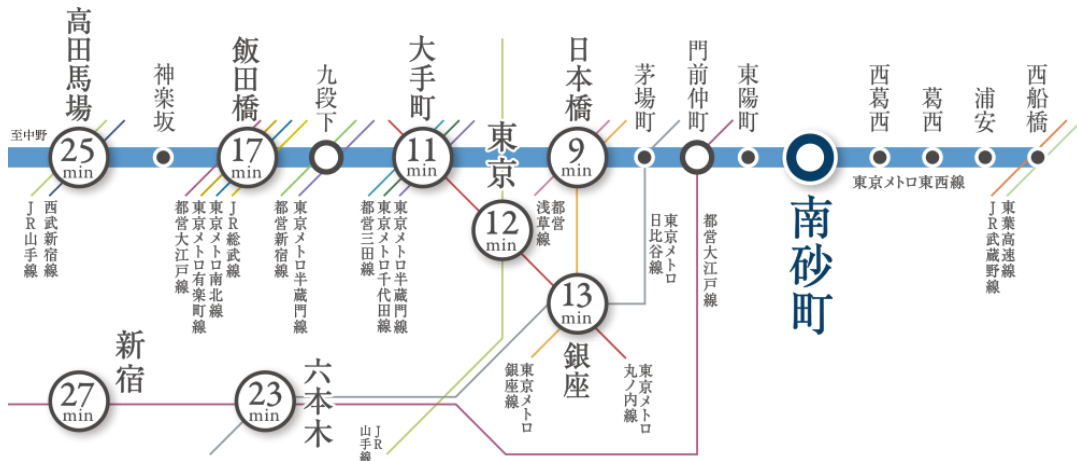 高田馬場
神楽坂
飯田橋
九段下
大手町
東京
日本橋
茅場町
門前仲町
東陽町
南砂町
西葛西
葛西
浦安
西船橋
至中野
25
min
17
min
11
min
12
min
9
min
13
min
東京メトロ東西線
JR山手線
西武新宿線
都営大江戸線
東京メトロ有楽町線
東京メトロ南北線
JR総武線
都営新宿線
東京メトロ半蔵門線
都営三田線
東京メトロ千代田線
東京メトロ半蔵門線
都営
浅草線
東京メトロ
日比谷線
都営大江戸線
JR武蔵野線
東葉高速線
銀座
東京メトロ
銀座線
東京メトロ
丸ノ内線
新宿
27
min
六本木
23
min
JR
山手線